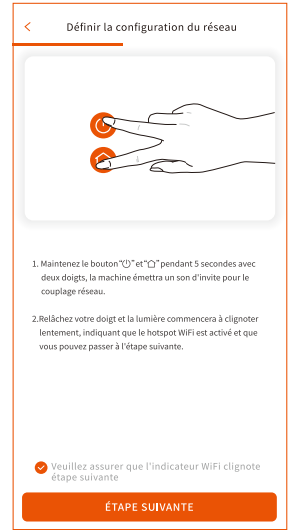 Définir la configuration du réseau
1. Maintenez le bouton“⏻”et“⌂”pendant 5 secondes avec
deux doigts, la machine émettra un son d'invite pour le
couplage réseau.
2.Relâchez votre doigt et la lumière commencera à clignoter
lentement, indiquant que le hotspot WiFi est activé et que
vous pouvez passer à l'étape suivante.
Veuillez assurer que l'indicateur WiFi clignote
étape suivante
ÉTAPE SUIVANTE